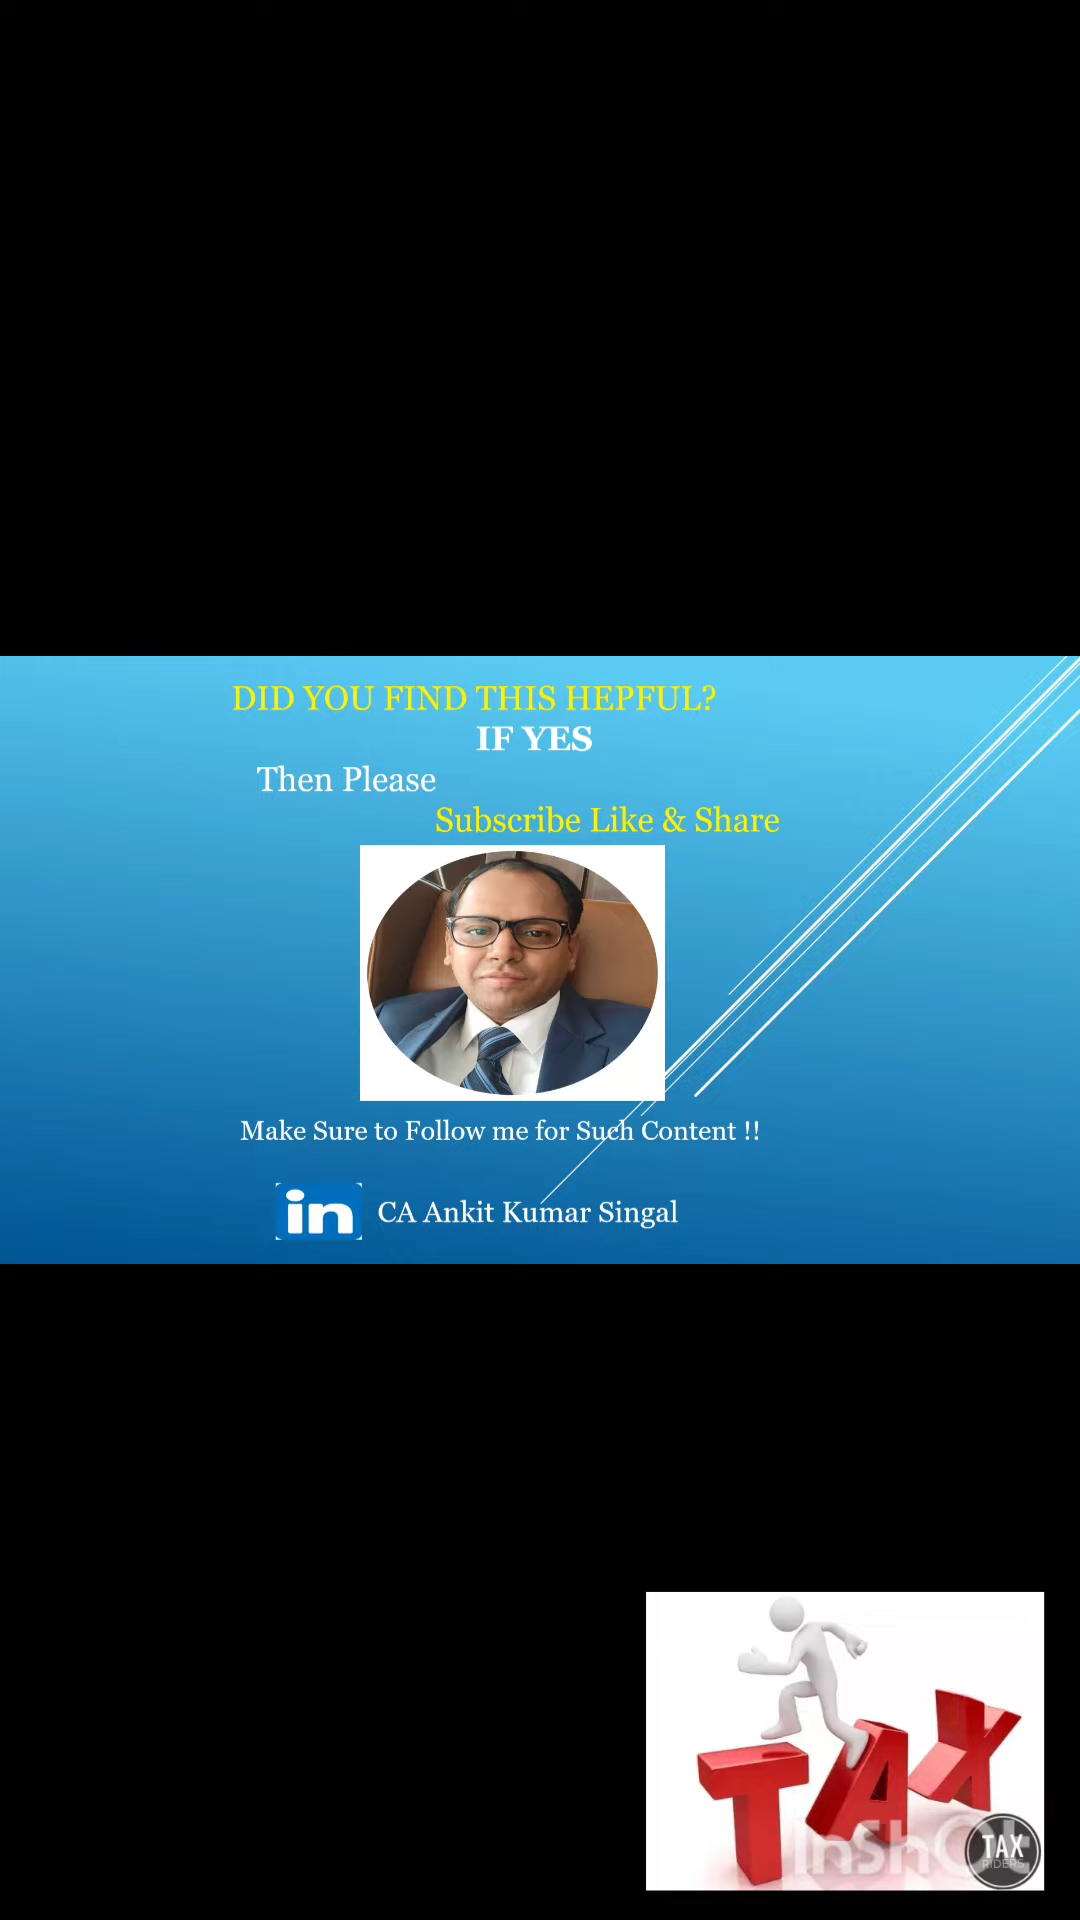 DID YOU FIND THIS HEPFUL?
IF YES
Then Please
Subscribe Like & Share
Make Sure to Follow me for Such Content !!
in CA Ankit Kumar Singal
TAX
InShOt
TAX
RIDERS